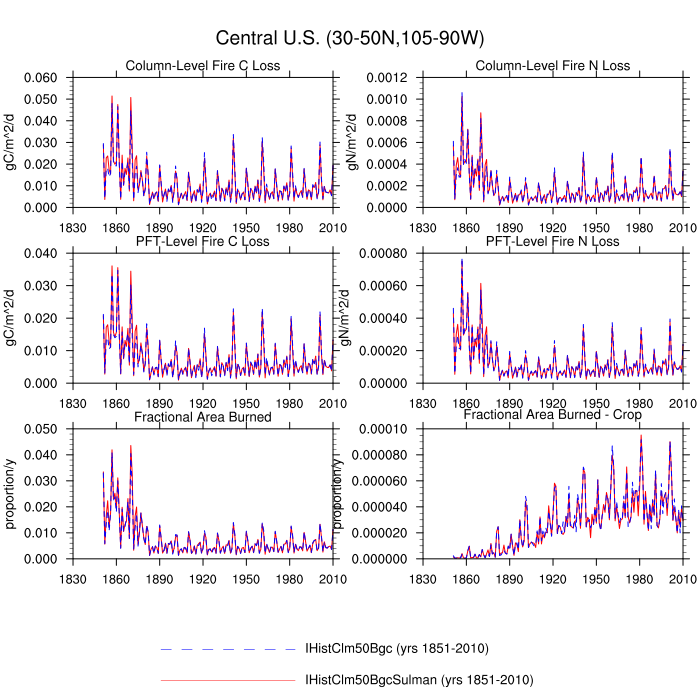 Central U.S. (30-50N,105-90W)
Column-Level Fire C Loss
gC/m^2/d
0.060
0.050
0.040
0.030
0.020
0.010
0.000
1830 1860 1890 1920 1950 1980 2010
Column-Level Fire N Loss
gN/m^2/d
0.0012
0.0010
0.0008
0.0006
0.0004
0.0002
0.0000
1830 1860 1890 1920 1950 1980 2010
PFT-Level Fire C Loss
gC/m^2/d
0.040
0.030
0.020
0.010
0.000
1830 1860 1890 1920 1950 1980 2010
PFT-Level Fire N Loss
gN/m^2/d
0.00080
0.00060
0.00040
0.00020
0.00000
1830 1860 1890 1920 1950 1980 2010
Fractional Area Burned
proportion/y
0.050
0.040
0.030
0.020
0.010
0.000
1830 1860 1890 1920 1950 1980 2010
Fractional Area Burned - Crop
proportion/y
0.00010
0.000080
0.000060
0.000040
0.000020
0.000000
1830 1860 1890 1920 1950 1980 2010
IHistClm50Bgc (yrs 1851-2010)
IHistClm50BgcSulman (yrs 1851-2010)